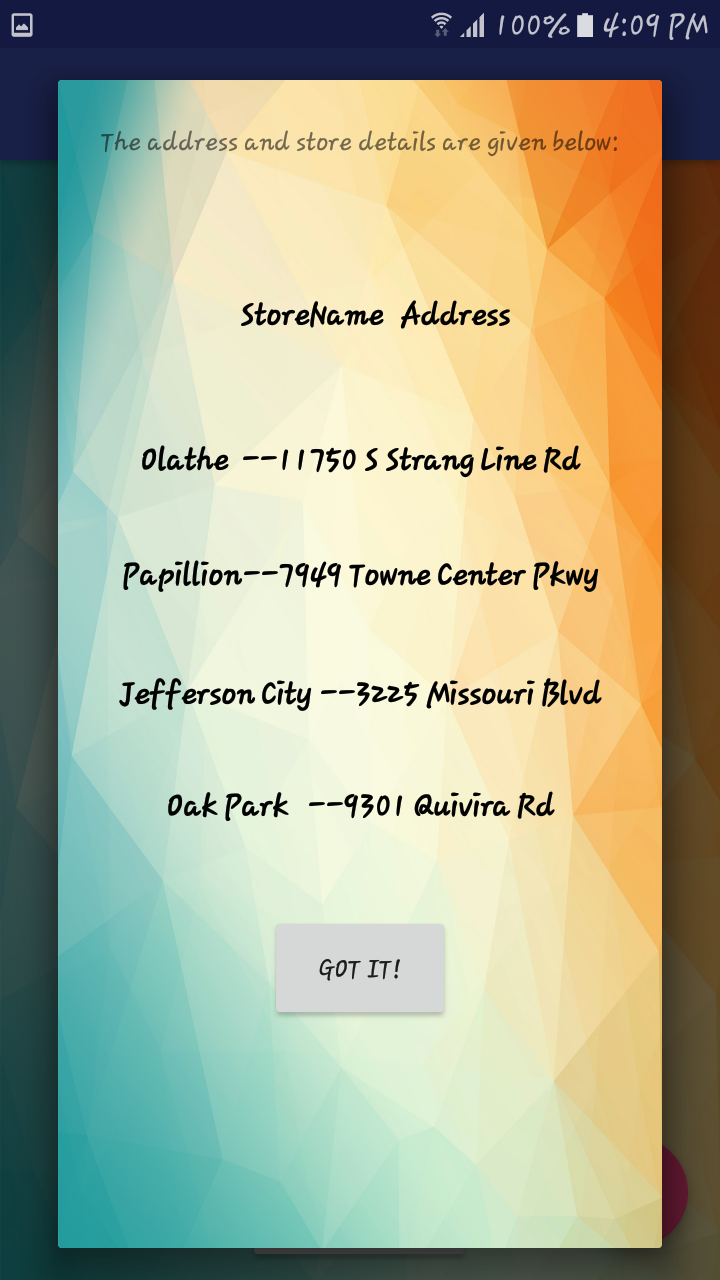 100% 4:09 PM
The address and store details are given below:
StoreName Address
Olathe --11750 S Strang Line Rd
Papillion--7949 Towne Center Pkwy
Jefferson City --3225 Missouri Blvd
Oak Park --9301 Quivira Rd
GOT IT!